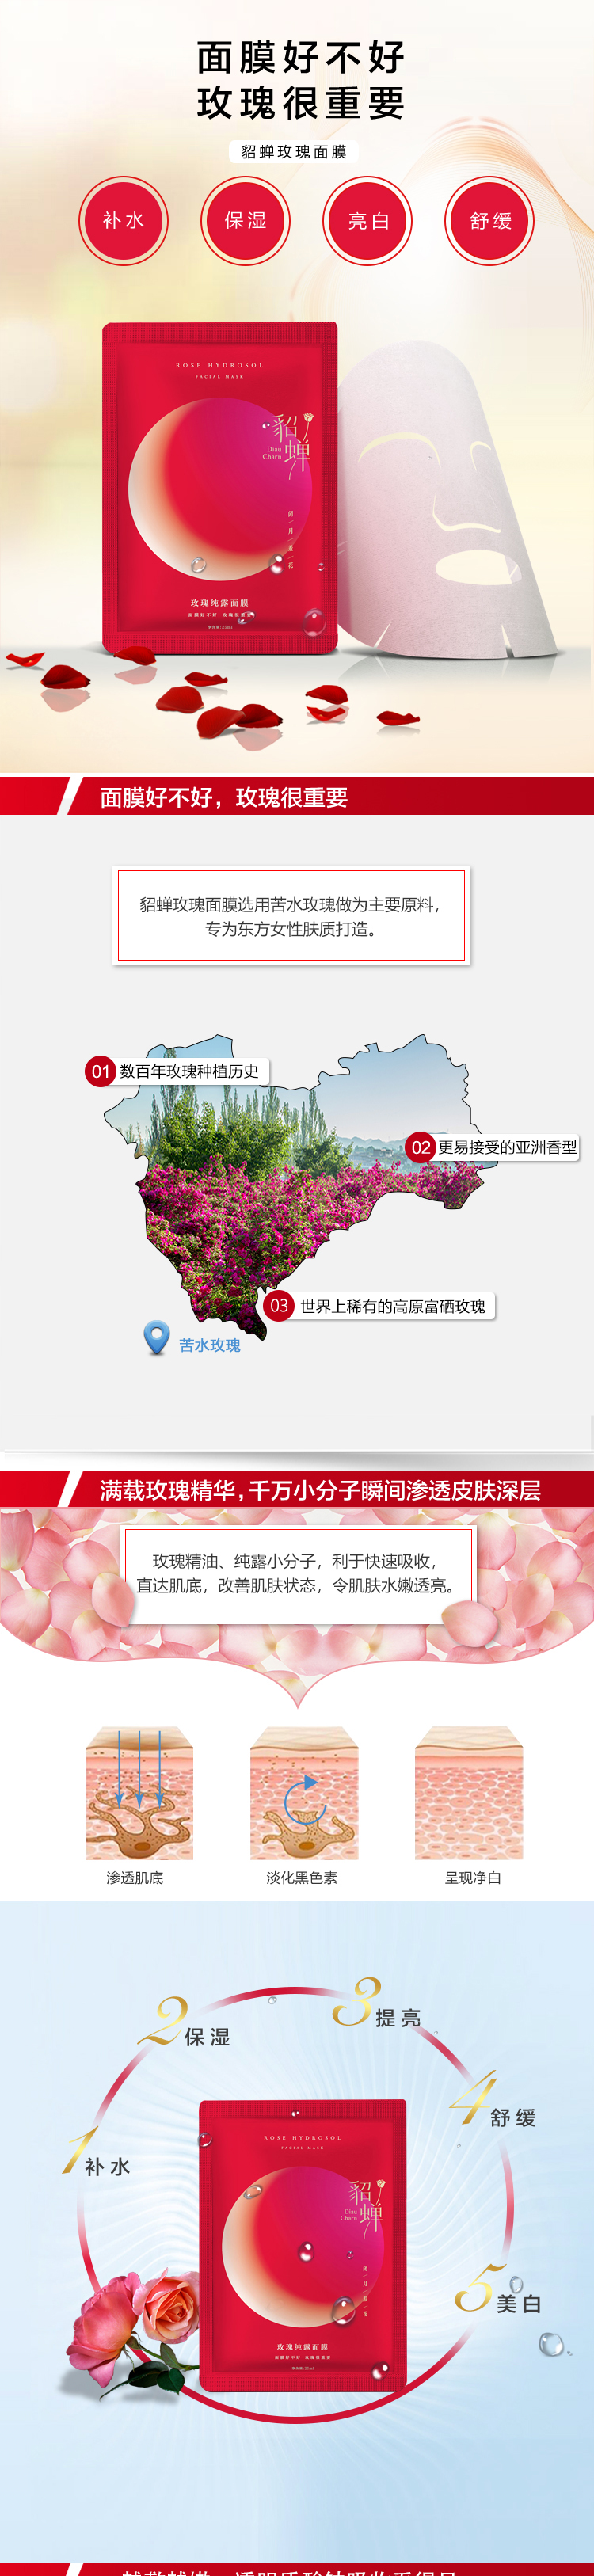 面膜好不好
玫瑰很重要
貂蝉玫瑰面膜
补水
保湿
亮白
舒缓
ROSE HYDROSOL
FACIAL MASK
貂蝉
Diau
Charn
玫瑰纯露面膜
面膜好不好，玫瑰很重要
貂蝉玫瑰面膜选用苦水玫瑰做为主要原料，
专为东方女性肤质打造。
01 数百年玫瑰种植历史
02 更易接受的亚洲香型
03 世界上稀有的高原富硒玫瑰
苦水玫瑰
满载玫瑰精华,千万小分子瞬间渗透皮肤深层
玫瑰精油、纯露小分子，利于快速吸收，
直达肌底，改善肌肤状态，令肌肤水嫩透亮。
渗透肌底
淡化黑色素
呈现净白
3 提亮
2 保湿
4 舒缓
1 补水
ROSE HYDROSOL
FACIAL MASK
貂蝉
Diau
Charn
5 美白
玫瑰纯露面膜